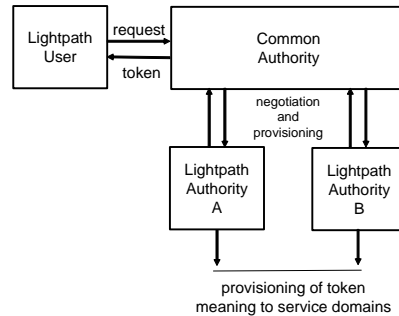 Lightpath
User
request
token
Common
Authority
negotiation
and
provisioning
Lightpath
Authority
A
Lightpath
Authority
B
provisioning of token
meaning to service domains